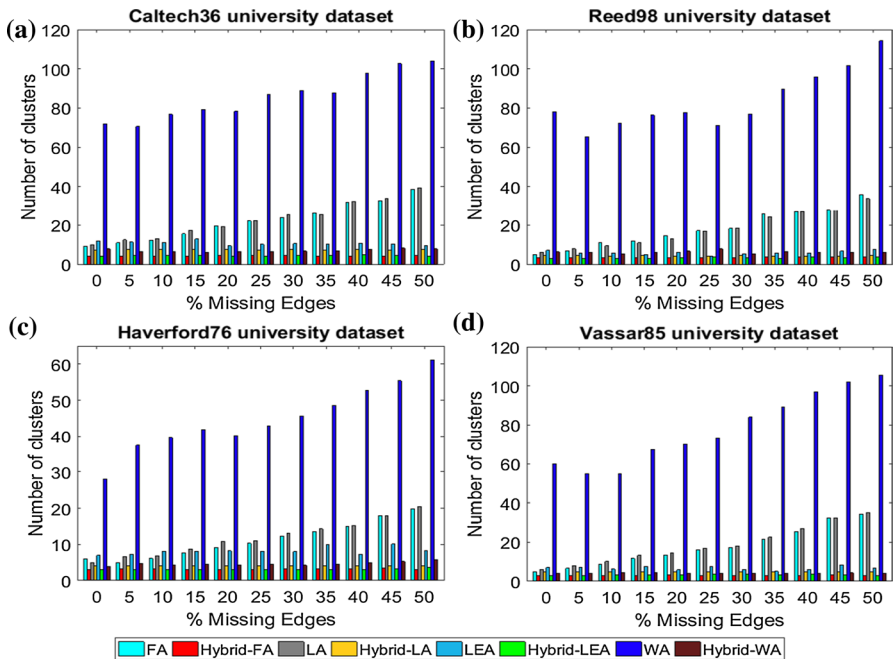 (a)
Caltech36 university dataset
120
100
80
60
40
20
0
Number of clusters
0 5 10 15 20 25 30 35 40 45 50
% Missing Edges
(b)
Reed98 university dataset
120
100
80
60
40
20
0
Number of clusters
0 5 10 15 20 25 30 35 40 45 50
% Missing Edges
(c)
Haverford76 university dataset
60
50
40
30
20
10
0
Number of clusters
0 5 10 15 20 25 30 35 40 45 50
% Missing Edges
(d)
Vassar85 university dataset
120
100
80
60
40
20
0
Number of clusters
0 5 10 15 20 25 30 35 40 45 50
% Missing Edges
FA Hybrid-FA LA Hybrid-LA LEA Hybrid-LEA WA Hybrid-WA